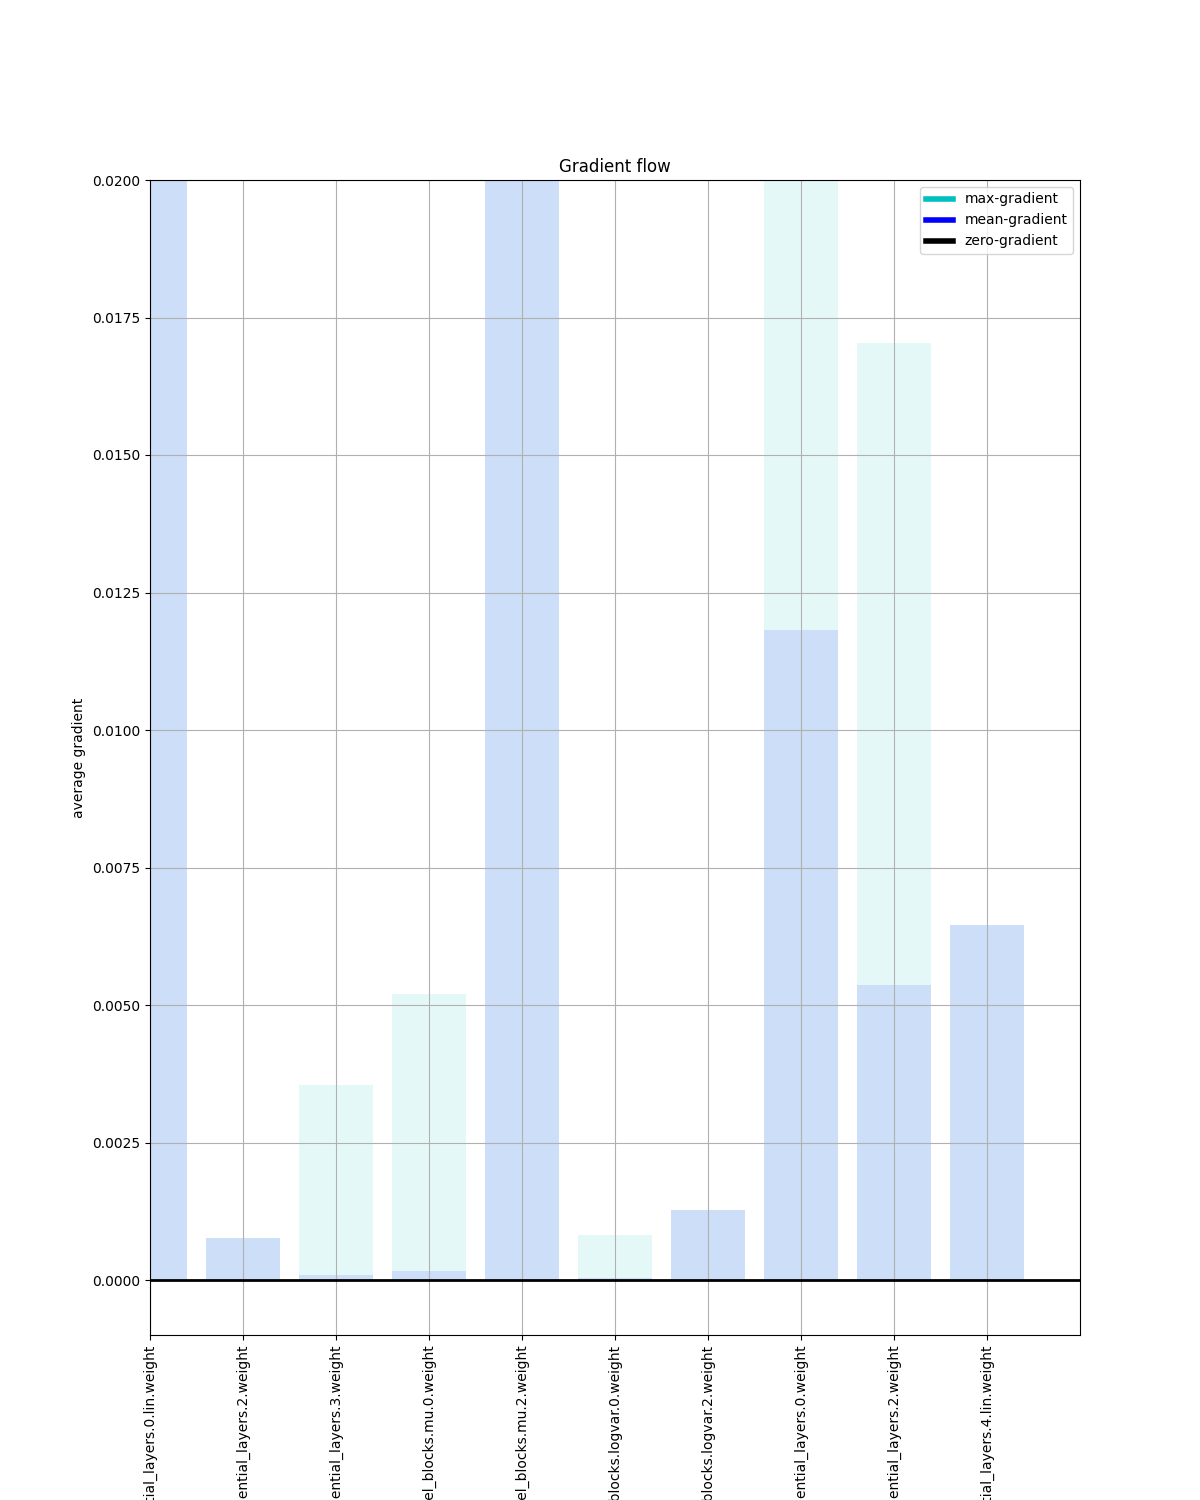 Gradient flow
max-gradient
mean-gradient
zero-gradient
average gradient
0.0200
0.0175
0.0150
0.0125
0.0100
0.0075
0.0050
0.0025
0.0000
tial_layers.0.lin.weight
ential_layers.2.weight
ential_layers.3.weight
el_blocks.mu.0.weight
el_blocks.mu.2.weight
blocks.logvar.0.weight
blocks.logvar.2.weight
ential_layers.0.weight
ential_layers.2.weight
tial_layers.4.lin.weight